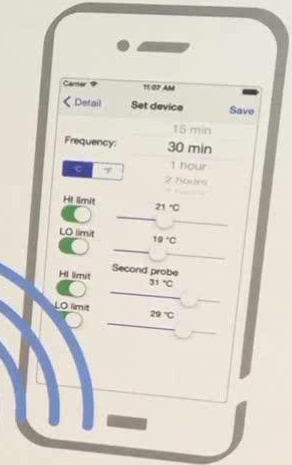 Carrier 11:07 AM
Detail Set device Save
15 min
Frequency: 30 min
°C °F 1 hour
2 hours
HI limit 21 °C
LO limit 19 °C
Second probe
HI limit 31 °C
LO limit 29 °C